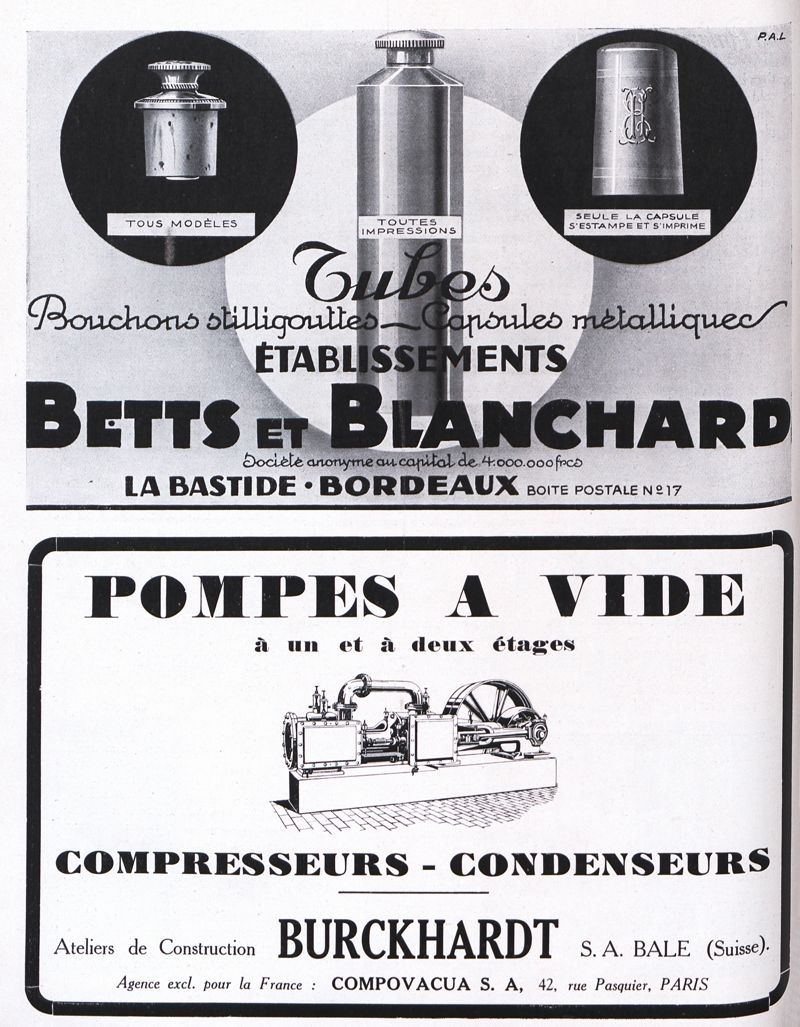 P.A.L
TOUS MODÈLES
TOUTES
IMPRESSIONS
SEULE LA CAPSULE
S'ESTAMPE ET S'IMPRIME
Tubes
Bouchons stilligouttes — Capsules métalliques
ÉTABLISSEMENTS
BETTS ET BLANCHARD
Société anonyme au capital de 4.000.000 frcs
LA BASTIDE • BORDEAUX BOITE POSTALE Nº 17
POMPES A VIDE
à un et à deux étages
COMPRESSEURS - CONDENSEURS
Ateliers de Construction BURCKHARDT S. A. BALE (Suisse).
Agence excl. pour la France : COMPOVACUA S. A, 42, rue Pasquier, PARIS